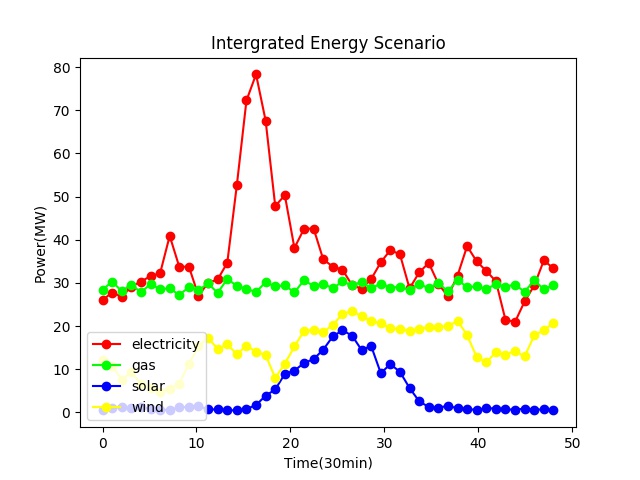 Intergrated Energy Scenario
Power(MW)
80
70
60
50
40
30
20
10
0
electricity
gas
solar
wind
0 10 20 30 40 50
Time(30min)